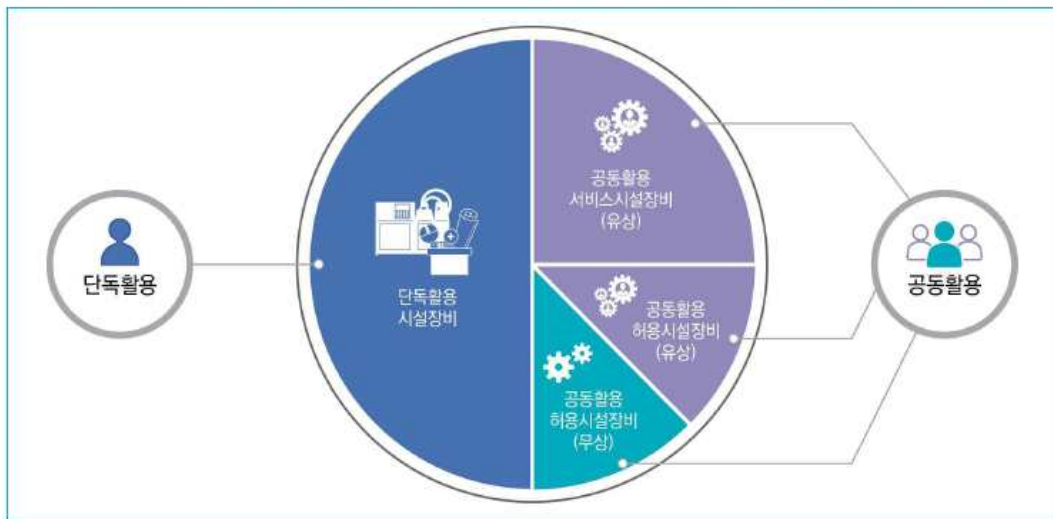 단독활용
단독활용
시설장비
공동활용
서비스시설장비
(유상)
공동활용
허용시설장비
(유상)
공동활용
허용시설장비
(무상)
공동활용